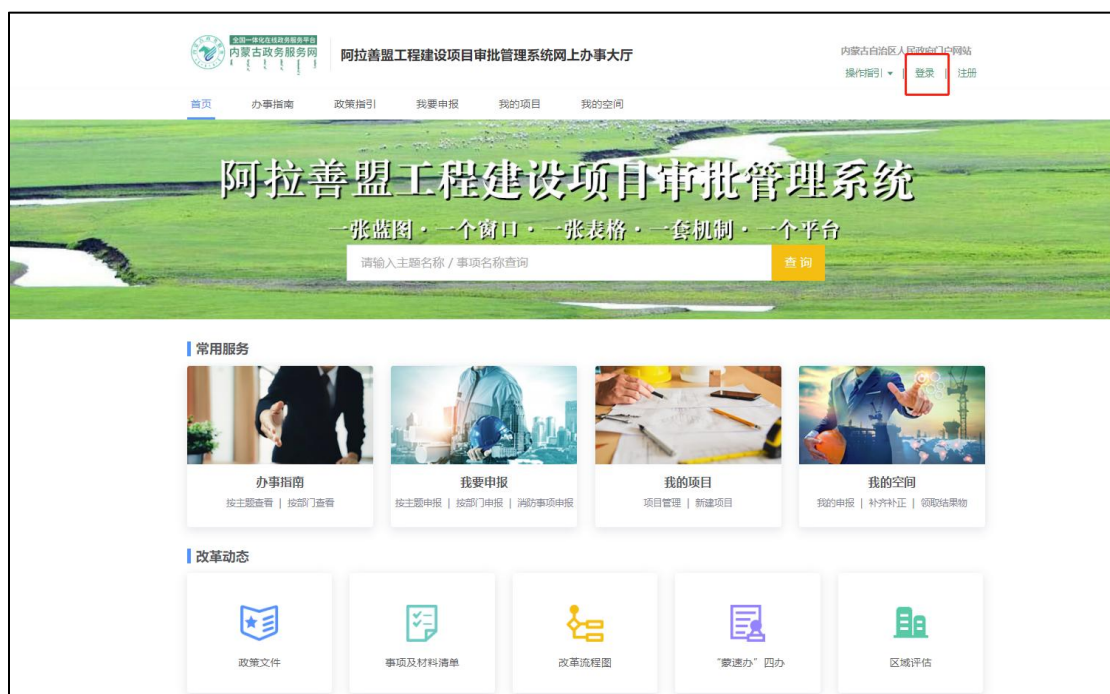 全国一体化在线政务服务平台
内蒙古政务服务网
阿拉善盟工程建设项目审批管理系统网上办事大厅
内蒙古自治区人民政府门户网站
操作指引 | 登录 | 注册
首页 办事指南 政策指引 我要申报 我的项目 我的空间
阿拉善盟工程建设项目审批管理系统
一张蓝图·一个窗口·一张表格·一套机制·一个平台
请输入主题名称 / 事项名称查询 查询
常用服务
办事指南 我要申报 我的项目 我的空间
按主题查看 | 按部门查看 按主题申报 | 按部门申报 | 消防事项申报 项目管理 | 新建项目 我的申报 | 补齐补正 | 领取结果物
改革动态
政策文件 事项及材料清单 改革流程图 “蒙速办”四办 区域评估